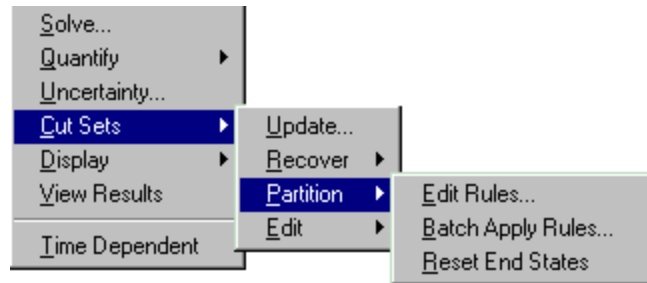 Solve...
Quantify
Uncertainty...
Cut Sets
Display
View Results
Time Dependent
Update...
Recover
Partition
Edit
Edit Rules...
Batch Apply Rules...
Reset End States